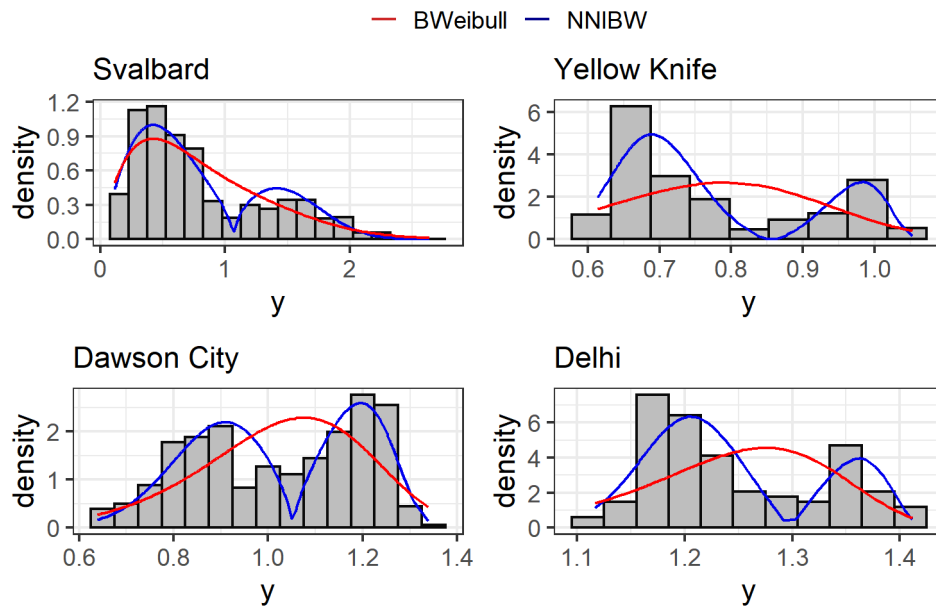 BWeibull NNIBW
Svalbard
density
1.2
0.9
0.6
0.3
0.0
0 1 2
y
Yellow Knife
density
6
4
2
0
0.6 0.7 0.8 0.9 1.0
y
Dawson City
density
2
1
0
0.6 0.8 1.0 1.2 1.4
y
Delhi
density
6
4
2
0
1.1 1.2 1.3 1.4
y